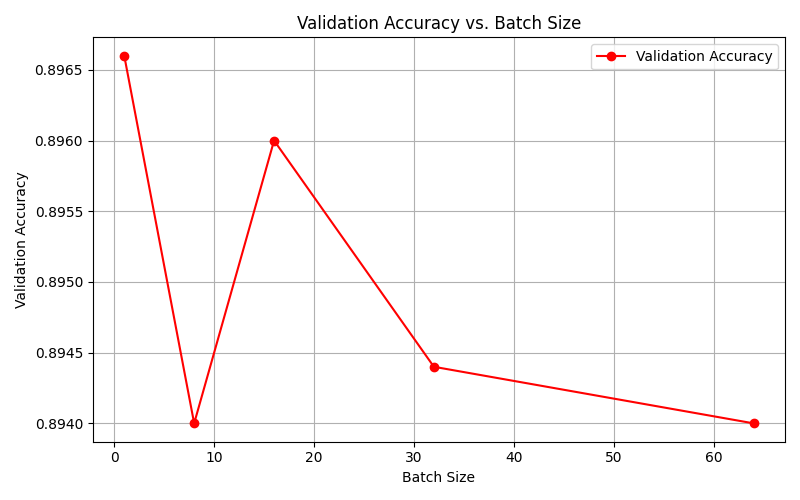 Validation Accuracy vs. Batch Size
Validation Accuracy
0.8965
0.8960
0.8955
0.8950
0.8945
0.8940
Validation Accuracy
0 10 20 30 40 50 60
Batch Size